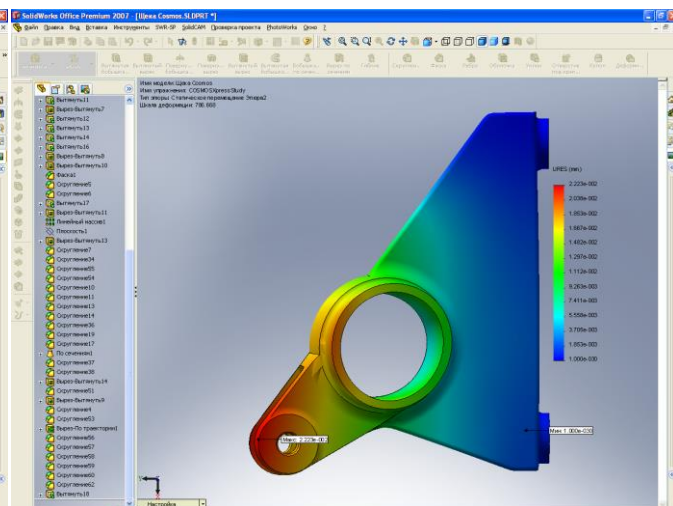 SolidWorks Office Premium 2007 - [Щека Cosmos.SLDPRT *]
Файл Правка Вид Вставка Инструменты SWR-SP SolidCAM Проверка проекта PhotoWorks Окно ?
Имя модели: Щека Cosmos
Имя упражнения: COSMOSXpressStudy
Тип эпюры: Статическое перемещение Эпюра2
Шкала деформации: 798.668
Вытянуть11
Вырез-Вытянуть7
Вытянуть12
Вытянуть13
Вытянуть14
Вытянуть16
Вырез-Вытянуть8
Вырез-Вытянуть10
Фаска1
Скругление5
Скругление6
Вытянуть17
Вырез-Вытянуть11
Линейный массив1
Плоскость1
Вырез-Вытянуть13
Скругление7
Скругление34
Скругление55
Скругление54
Скругление10
Скругление11
Скругление13
Скругление14
Скругление36
Скругление19
Скругление17
По сечениям1
Скругление37
Скругление38
Вырез-Вытянуть14
Скругление51
Вырез-Вытянуть9
Скругление4
Скругление53
Вырез-По траектории1
Скругление56
Скругление57
Скругление58
Скругление59
Скругление60
Скругление62
Вытянуть18
URES (mm)
2.223e-002
2.038e-002
1.853e-002
1.667e-002
1.482e-002
1.297e-002
1.112e-002
9.263e-003
7.411e-003
5.558e-003
3.705e-003
1.853e-003
1.000e-030
Макс: 2.223e-002
Мин: 1.000e-030
Настройка